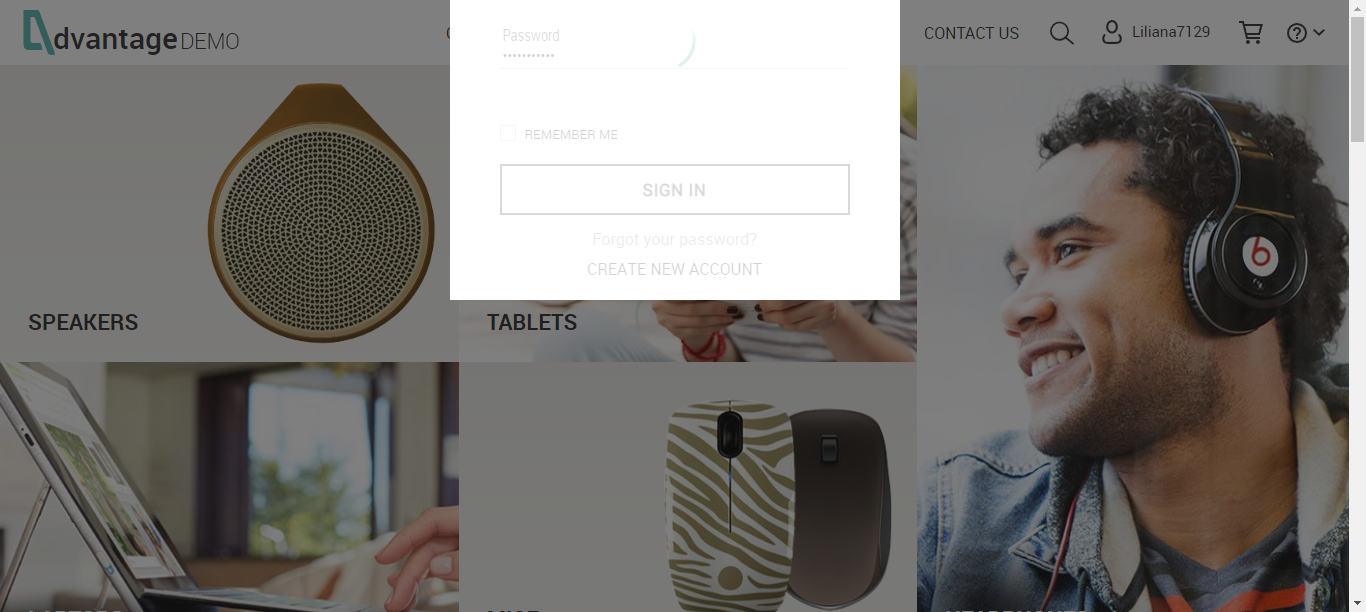 dvantage DEMO
CONTACT US
Liliana7129
Password
REMEMBER ME
SIGN IN
Forgot your password?
CREATE NEW ACCOUNT
SPEAKERS
TABLETS